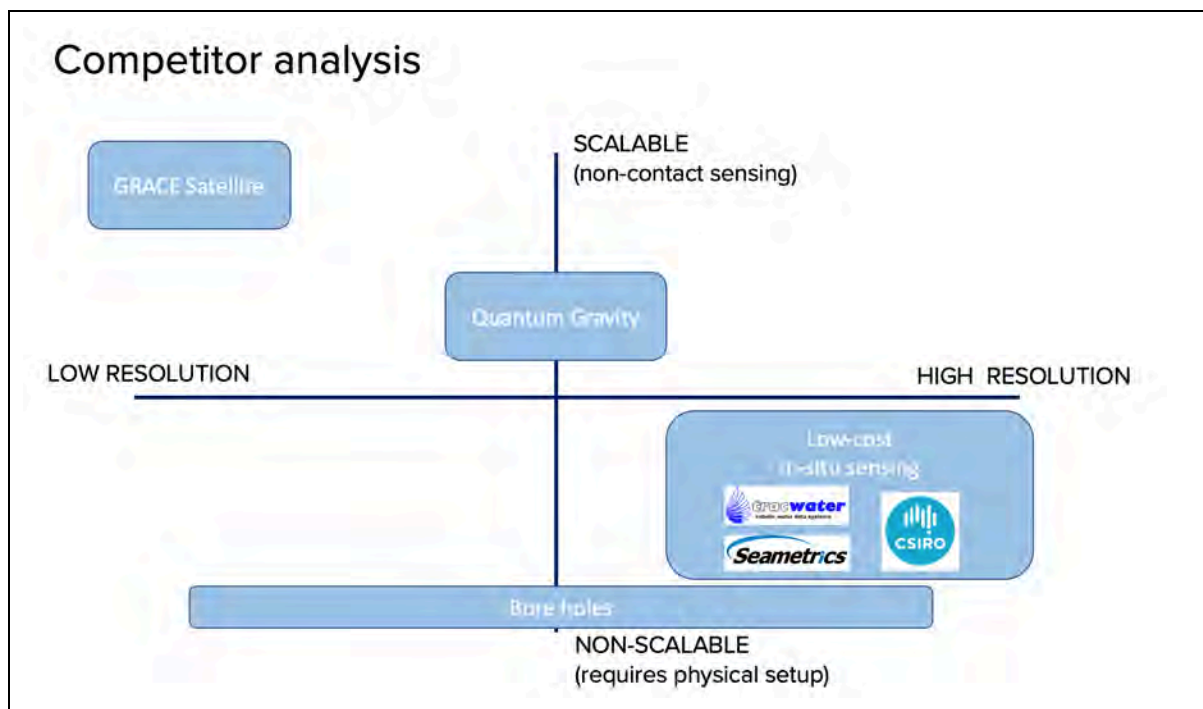 Competitor analysis
SCALABLE
(non-contact sensing)
GRACE Satellite
Quantum Gravity
LOW RESOLUTION
HIGH RESOLUTION
Low-cost
in-situ sensing
tracwater
Seametrics
CSIRO
Bore holes
NON-SCALABLE
(requires physical setup)